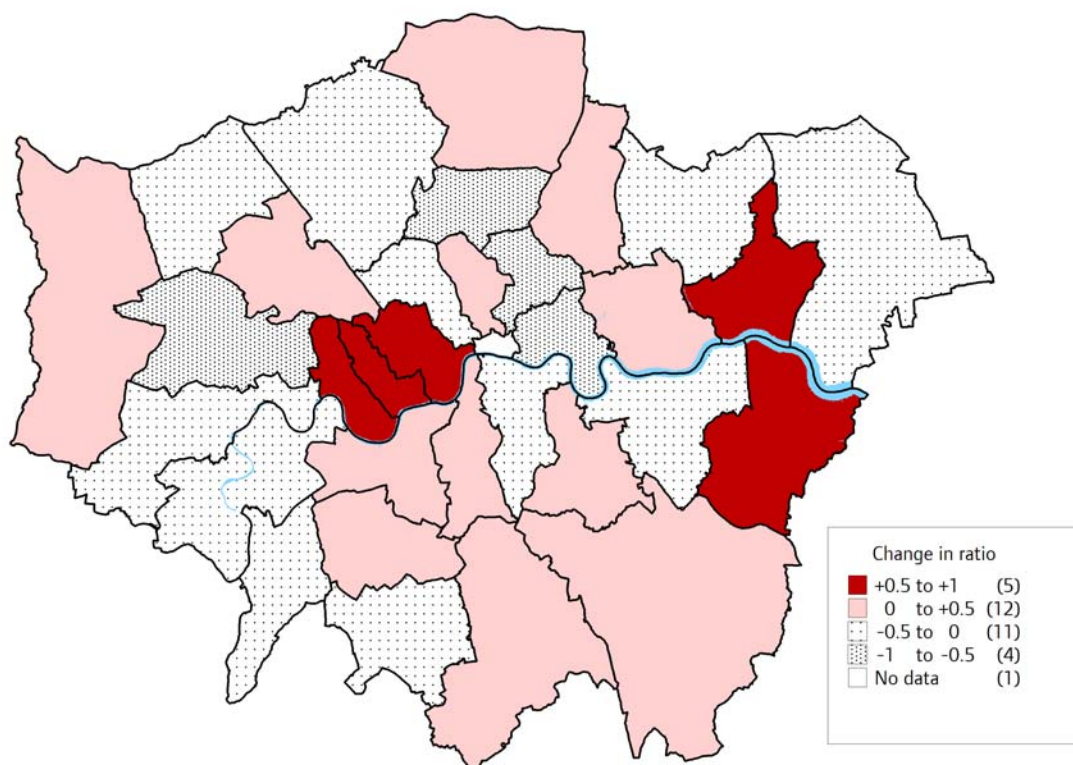 Change in ratio
+0.5 to +1 (5)
0 to +0.5 (12)
-0.5 to 0 (11)
-1 to -0.5 (4)
No data (1)